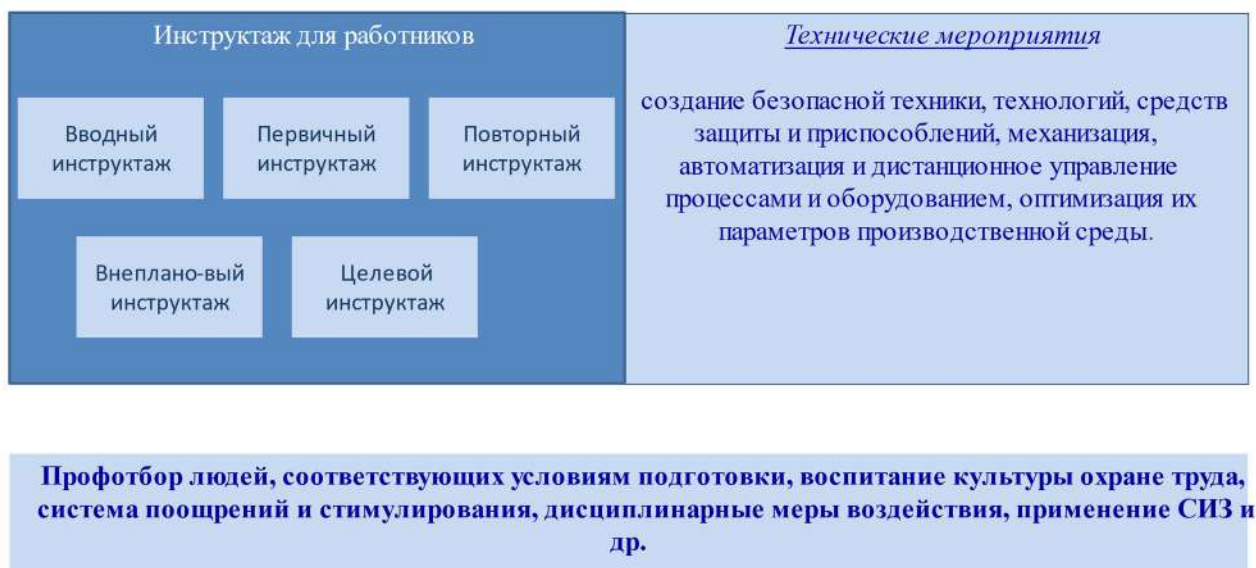 Инструктаж для работников
Вводный
инструктаж
Первичный
инструктаж
Повторный
инструктаж
Внеплано-вый
инструктаж
Целевой
инструктаж
Технические мероприятия
создание безопасной техники, технологий, средств
защиты и приспособлений, механизация,
автоматизация и дистанционное управление
процессами и оборудованием, оптимизация их
параметров производственной среды.
Профотбор людей, соответствующих условиям подготовки, воспитание культуры охране труда,
система поощрений и стимулирования, дисциплинарные меры воздействия, применение СИЗ и
др.